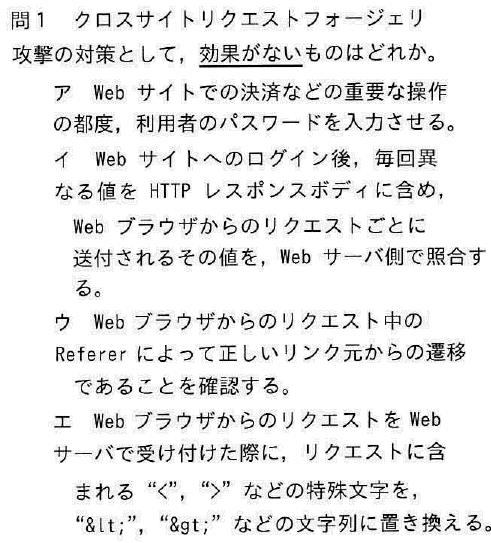 問1 クロスサイトリクエストフォージェリ
攻撃の対策として，効果がないものはどれか。
ア Web サイトでの決済などの重要な操作
の都度，利用者のパスワードを入力させる。
イ Web サイトへのログイン後，毎回異
なる値を HTTP レスポンスボディに含め，
Web ブラウザからのリクエストごとに
送付されるその値を，Web サーバ側で照合す
る。
ウ Web ブラウザからのリクエスト中の
Referer によって正しいリンク元からの遷移
であることを確認する。
エ Web ブラウザからのリクエストを Web
サーバで受け付けた際に，リクエストに含
まれる “<”，“>” などの特殊文字を，
“&lt;”，“&gt;” などの文字列に置き換える。